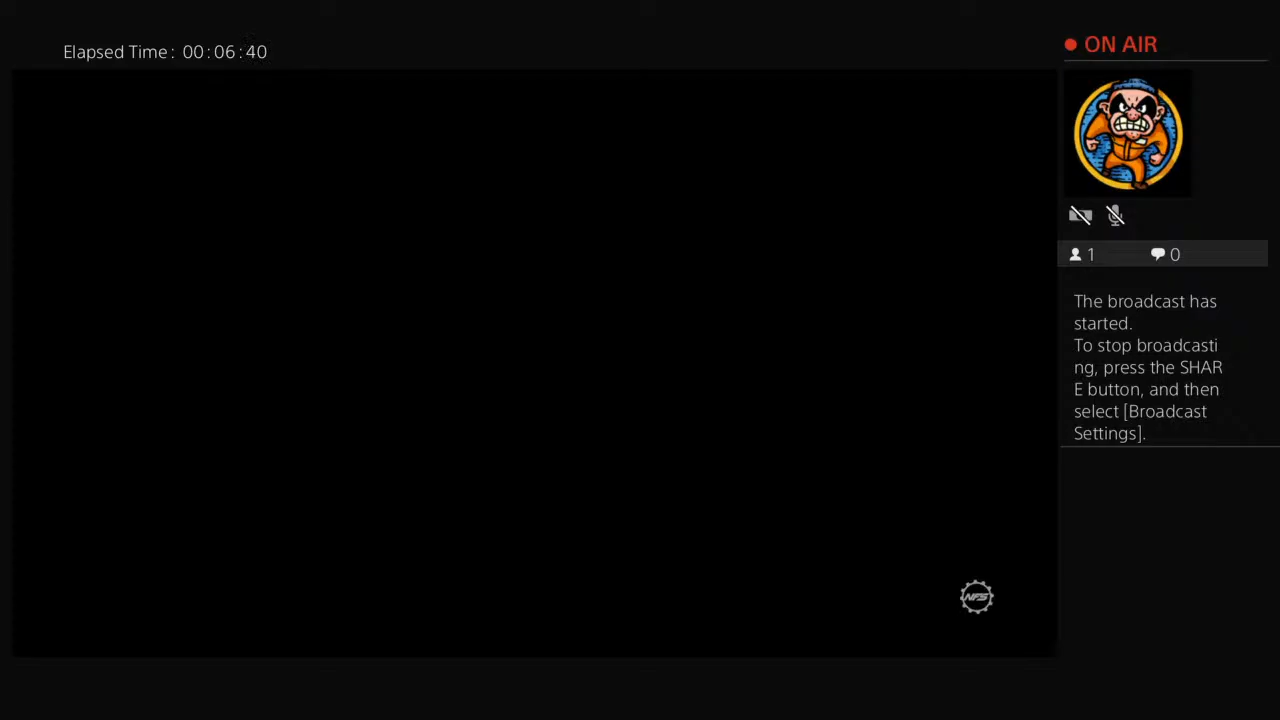 Elapsed Time: 00:06:40
ON AIR
1 0
The broadcast has
started.
To stop broadcasti
ng, press the SHAR
E button, and then
select [Broadcast
Settings].
NFS